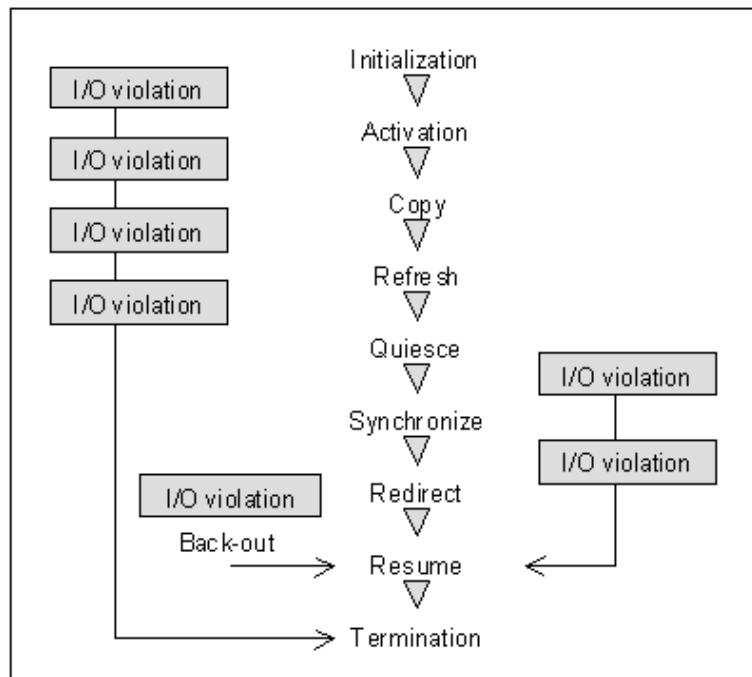 Initialization
I/O violation
Activation
I/O violation
Copy
I/O violation
Refresh
I/O violation
Quiesce
I/O violation
Synchronize
I/O violation
I/O violation
Redirect
Back-out
Resume
Termination